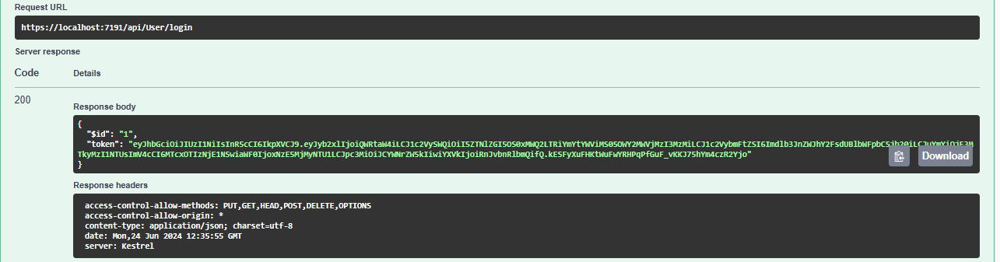 Request URL
https://localhost:7191/api/User/login
Server response
Code Details
200
Response body
{
"$id": "1",
"token": "eyJhbGciOiJIUzI1NiIsInR5cCI6IkpXVCJ9.eyJyb2xlIjoiQWRtaW4iLCJ1c2VySWQiOiI5ZTNlZGI5OS0xMWQ2LTRiYmYtYWViMS05OWY2MWVjMzI3MzMiLCJ1c2VybmFtZSI6Imdlb3JnZWJhY2FsdUBlbWFpbC5jb20iLCJuYmYiOjE3M
TkyMzI1NTUsImV4cCI6MTcxOTIzNjE1NSwiaWF0IjoxNzE5MjMyNTU1LCJpc3MiOiJCYWNrZW5kIiwiYXVkIjoiRnJvbnRlbmQifQ.kESFyXuFHKtWuFwYRHPqPfGuF_vKKJ75hYm4czR2Yjo"
}
Download
Response headers
access-control-allow-methods: PUT,GET,HEAD,POST,DELETE,OPTIONS
access-control-allow-origin: *
content-type: application/json; charset=utf-8
date: Mon,24 Jun 2024 12:35:55 GMT
server: Kestrel